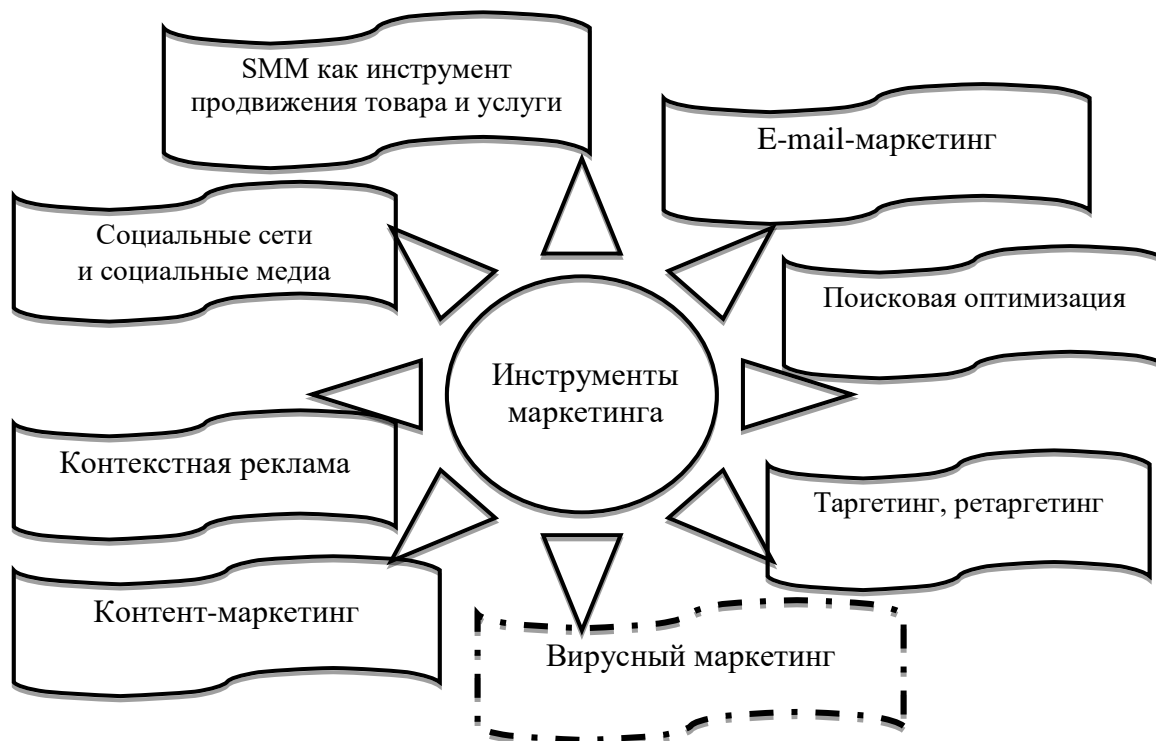 SMM как инструмент
продвижения товара и услуги
E-mail-маркетинг
Социальные сети
и социальные медиа
Поисковая оптимизация
Инструменты
маркетинга
Контекстная реклама
Таргетинг, ретаргетинг
Контент-маркетинг
Вирусный маркетинг